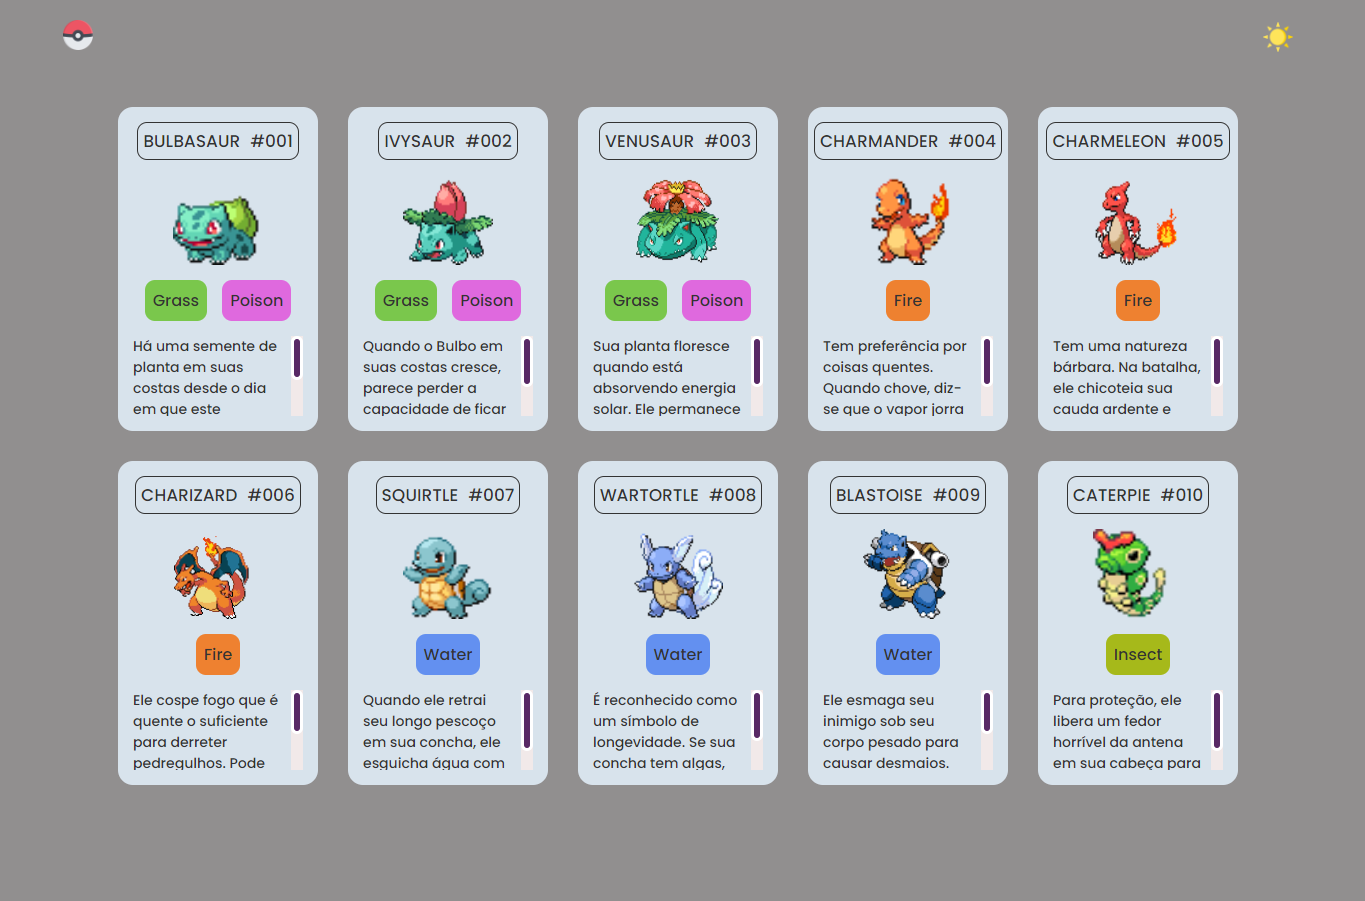 BULBASAUR #001
Grass Poison
Há uma semente de
planta em suas
costas desde o dia
em que este
IVYSAUR #002
Grass Poison
Quando o Bulbo em
suas costas cresce,
parece perder a
capacidade de ficar
VENUSAUR #003
Grass Poison
Sua planta floresce
quando está
absorvendo energia
solar. Ele permanece
CHARMANDER #004
Fire
Tem preferência por
coisas quentes.
Quando chove, diz-
se que o vapor jorra
CHARMELEON #005
Fire
Tem uma natureza
bárbara. Na batalha,
ele chicoteia sua
cauda ardente e
CHARIZARD #006
Fire
Ele cospe fogo que é
quente o suficiente
para derreter
pedregulhos. Pode
SQUIRTLE #007
Water
Quando ele retrai
seu longo pescoço
em sua concha, ele
esguicha água com
WARTORTLE #008
Water
É reconhecido como
um símbolo de
longevidade. Se sua
concha tem algas,
BLASTOISE #009
Water
Ele esmaga seu
inimigo sob seu
corpo pesado para
causar desmaios.
CATERPIE #010
Insect
Para proteção, ele
libera um fedor
horrível da antena
em sua cabeça para